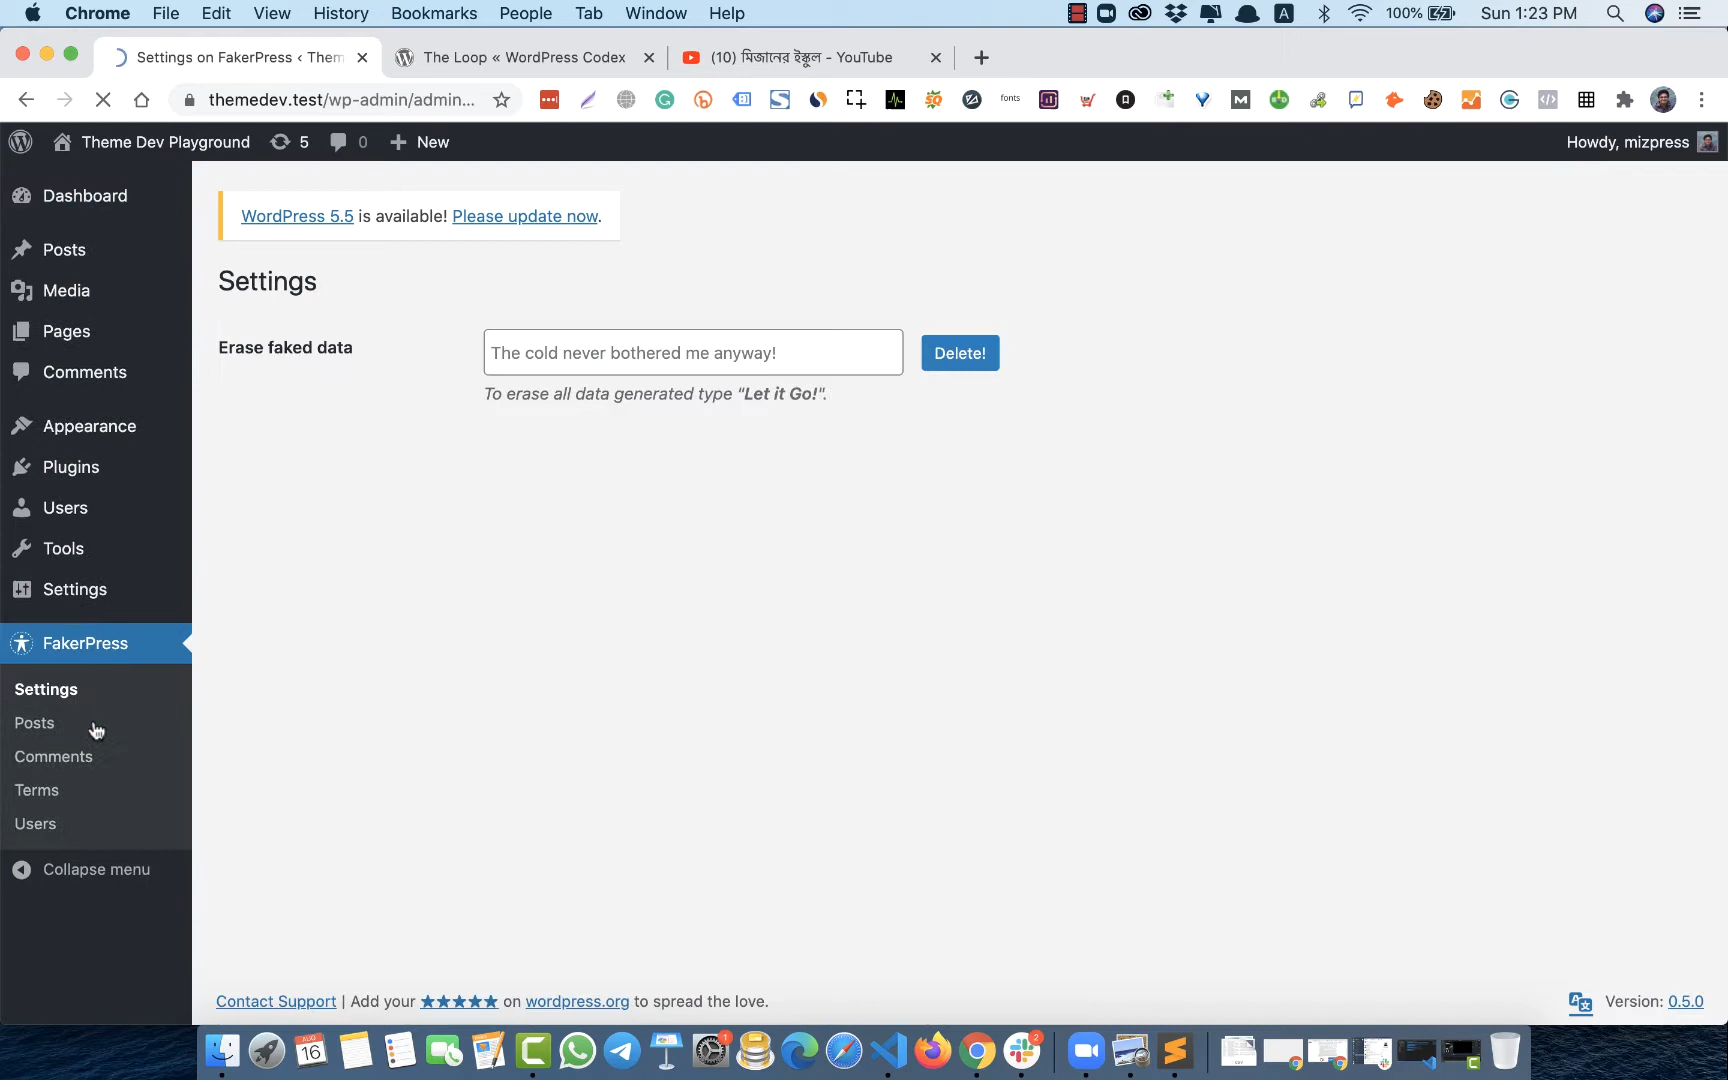 Chrome File Edit View History Bookmarks People Tab Window Help 100% Sun 1:23 PM
Settings on FakerPress ‹ Them The Loop « WordPress Codex (10) মিজানের ইস্কুল - YouTube
themedev.test/wp-admin/admin... fonts
Theme Dev Playground 5 0 New Howdy, mizpress
Dashboard
WordPress 5.5 is available! Please update now.
Posts
Media
Pages
Comments
Appearance
Plugins
Users
Tools
Settings
FakerPress
Settings
Posts
Comments
Terms
Users
Collapse menu
Settings
Erase faked data The cold never bothered me anyway! Delete!
To erase all data generated type "Let it Go!".
Contact Support | Add your ★★★★★ on wordpress.org to spread the love. Version: 0.5.0
AUG
16
1
2